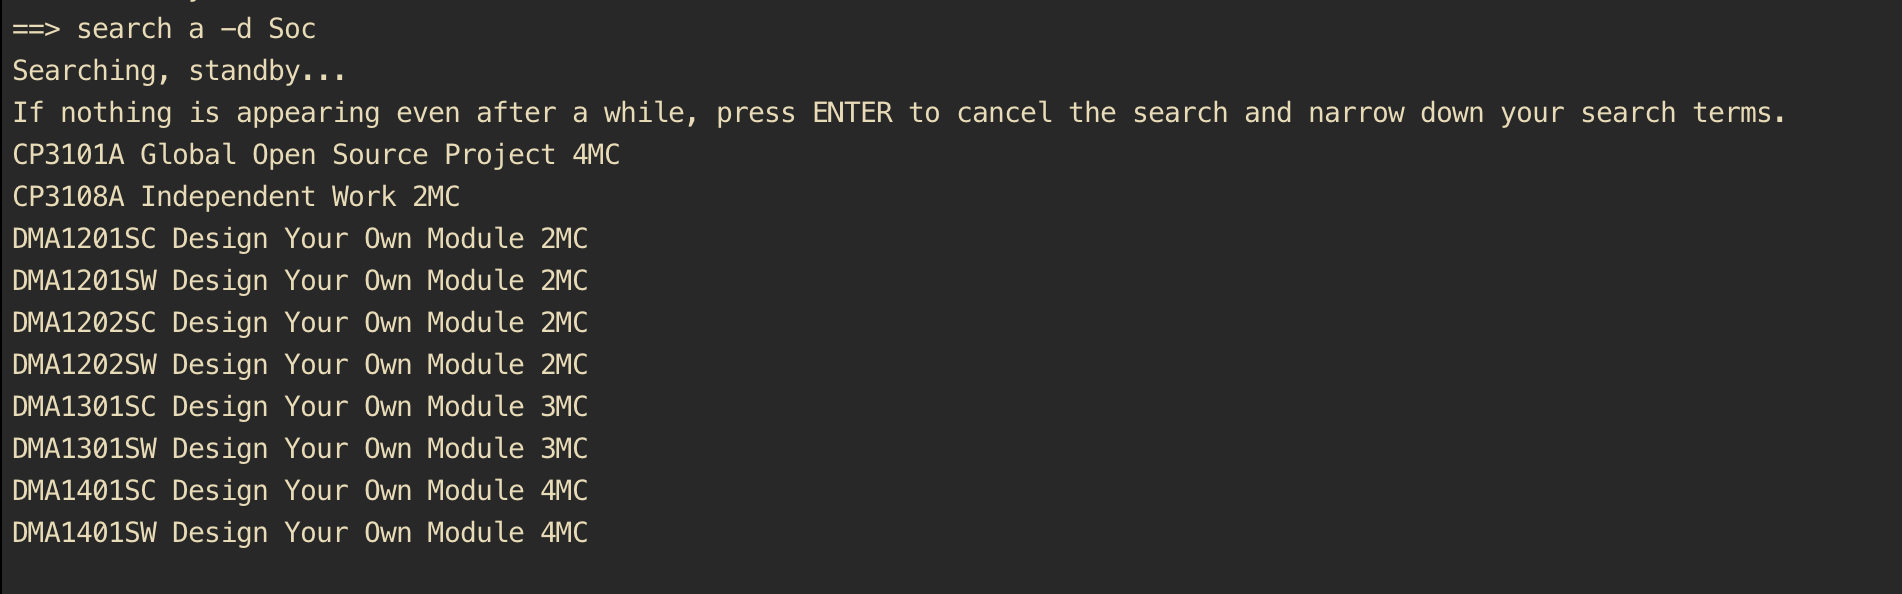 ==> search a -d Soc
Searching, standby...
If nothing is appearing even after a while, press ENTER to cancel the search and narrow down your search terms.
CP3101A Global Open Source Project 4MC
CP3108A Independent Work 2MC
DMA1201SC Design Your Own Module 2MC
DMA1201SW Design Your Own Module 2MC
DMA1202SC Design Your Own Module 2MC
DMA1202SW Design Your Own Module 2MC
DMA1301SC Design Your Own Module 3MC
DMA1301SW Design Your Own Module 3MC
DMA1401SC Design Your Own Module 4MC
DMA1401SW Design Your Own Module 4MC